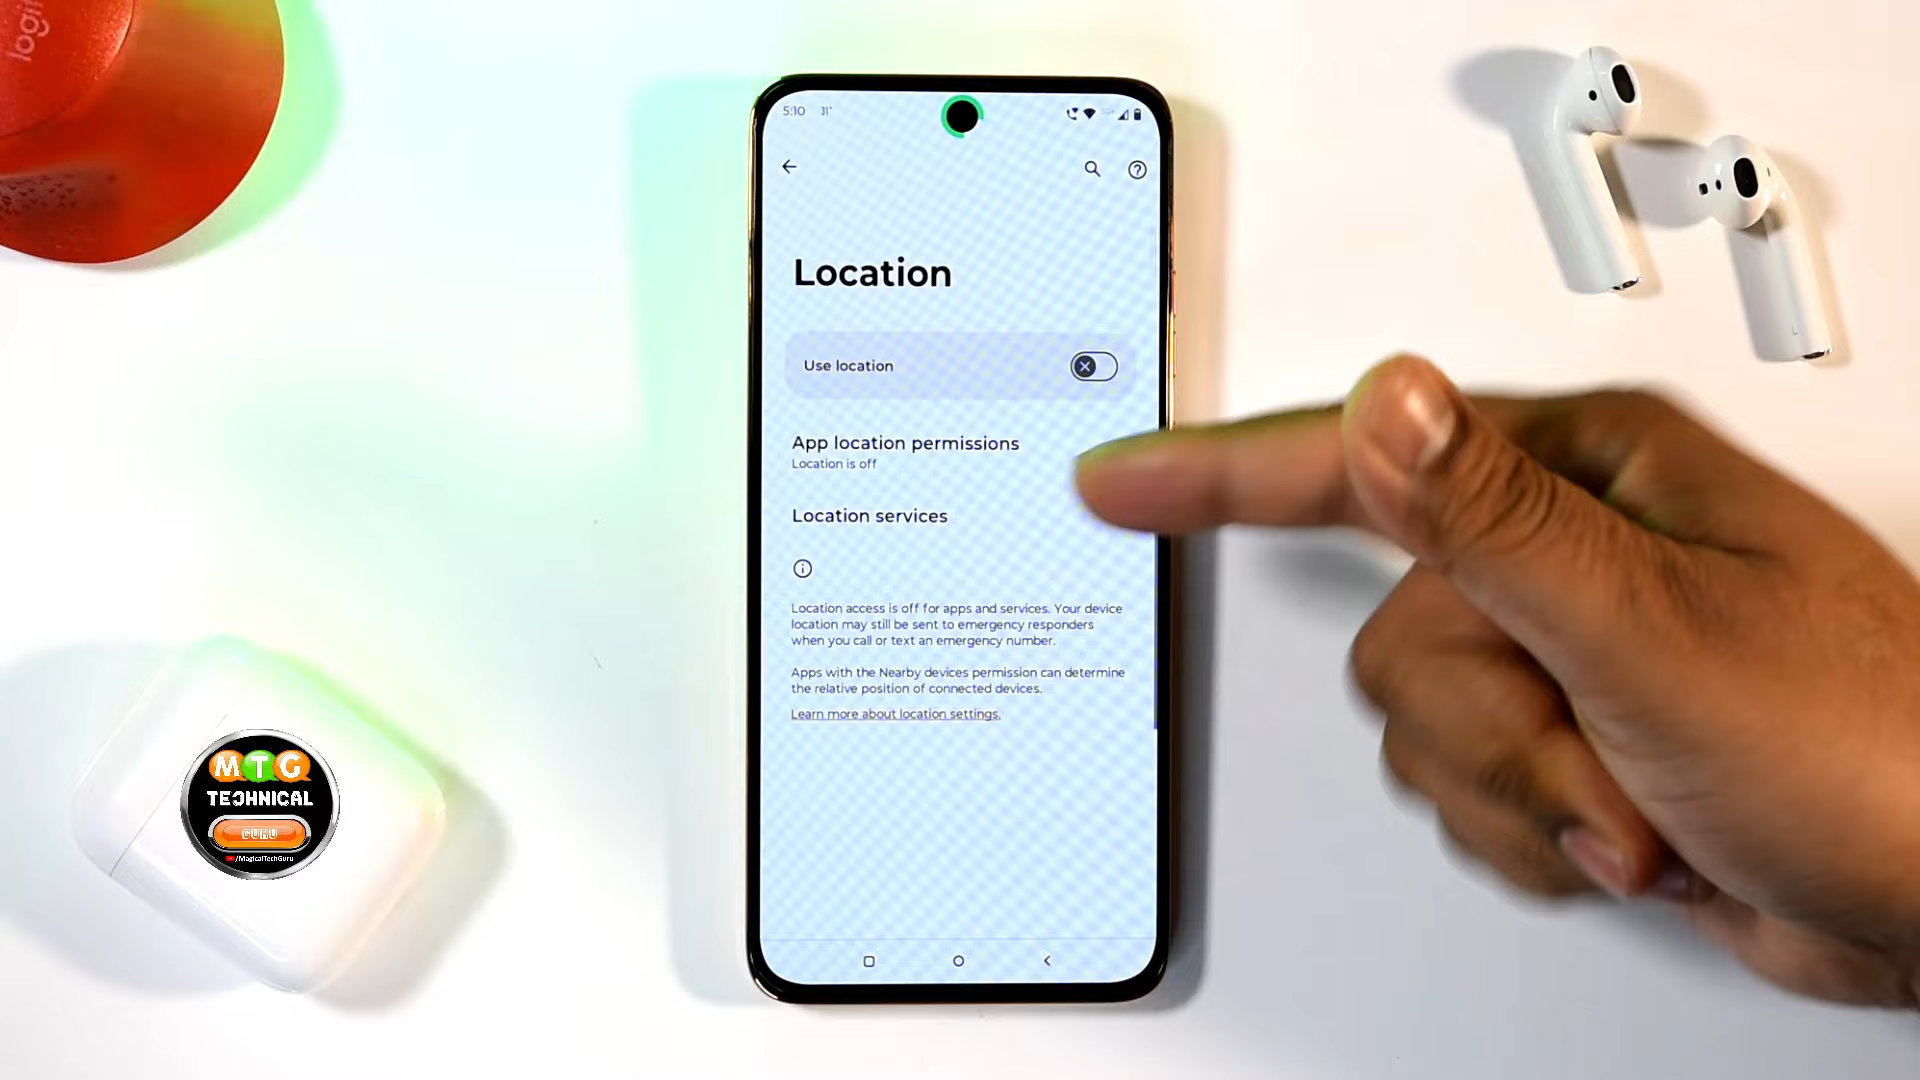 logi
5:10 31°
Location
Use location
App location permissions
Location is off
Location services
Location access is off for apps and services. Your device
location may still be sent to emergency responders
when you call or text an emergency number.
Apps with the Nearby devices permission can determine
the relative position of connected devices.
Learn more about location settings.
MTG
TECHNICAL
GURU
/MagicalTechGuru